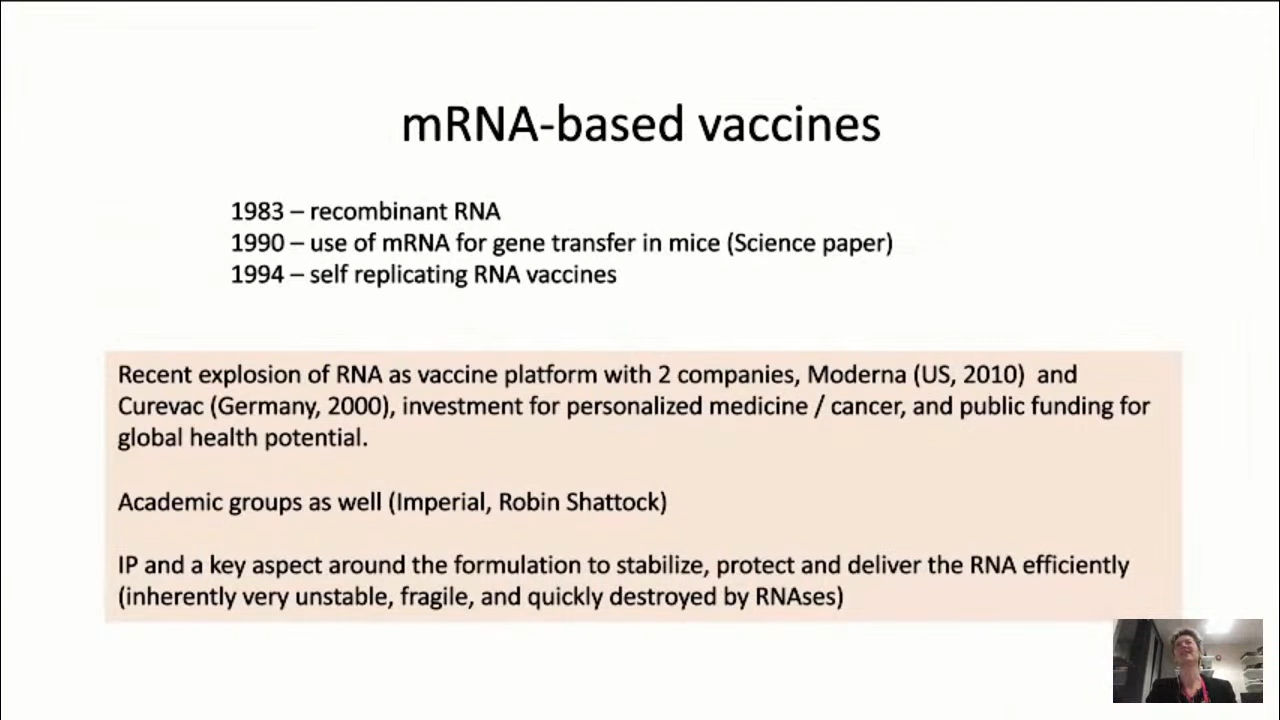 mRNA-based vaccines
1983 – recombinant RNA
1990 – use of mRNA for gene transfer in mice (Science paper)
1994 – self replicating RNA vaccines
Recent explosion of RNA as vaccine platform with 2 companies, Moderna (US, 2010) and
Curevac (Germany, 2000), investment for personalized medicine / cancer, and public funding for
global health potential.
Academic groups as well (Imperial, Robin Shattock)
IP and a key aspect around the formulation to stabilize, protect and deliver the RNA efficiently
(inherently very unstable, fragile, and quickly destroyed by RNAses)